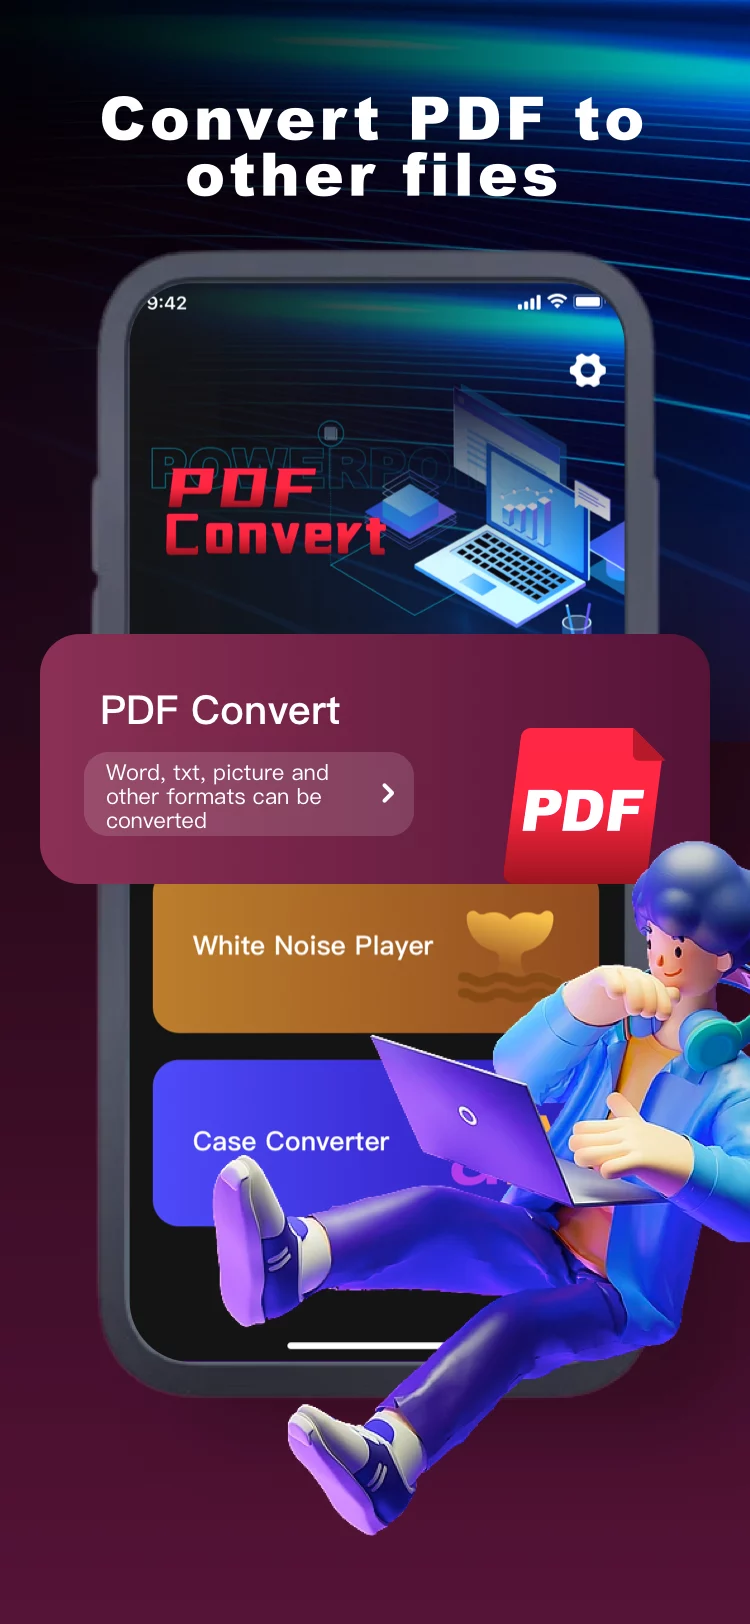 Convert PDF to
other files
9:42
POWERPO
PDF
Convert
PDF Convert
Word, txt, picture and
other formats can be
converted
PDF
White Noise Player
Case Converter